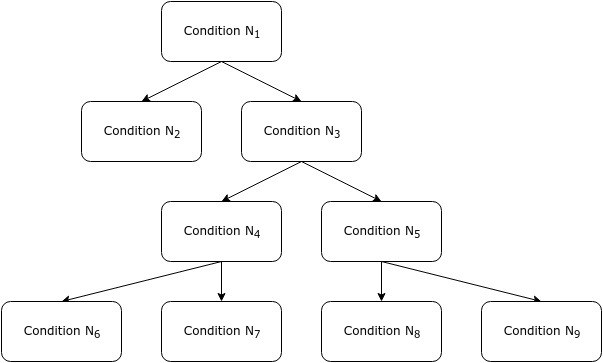 Condition N₁
Condition N₂
Condition N₃
Condition N₄
Condition N₅
Condition N₆
Condition N₇
Condition N₈
Condition N₉